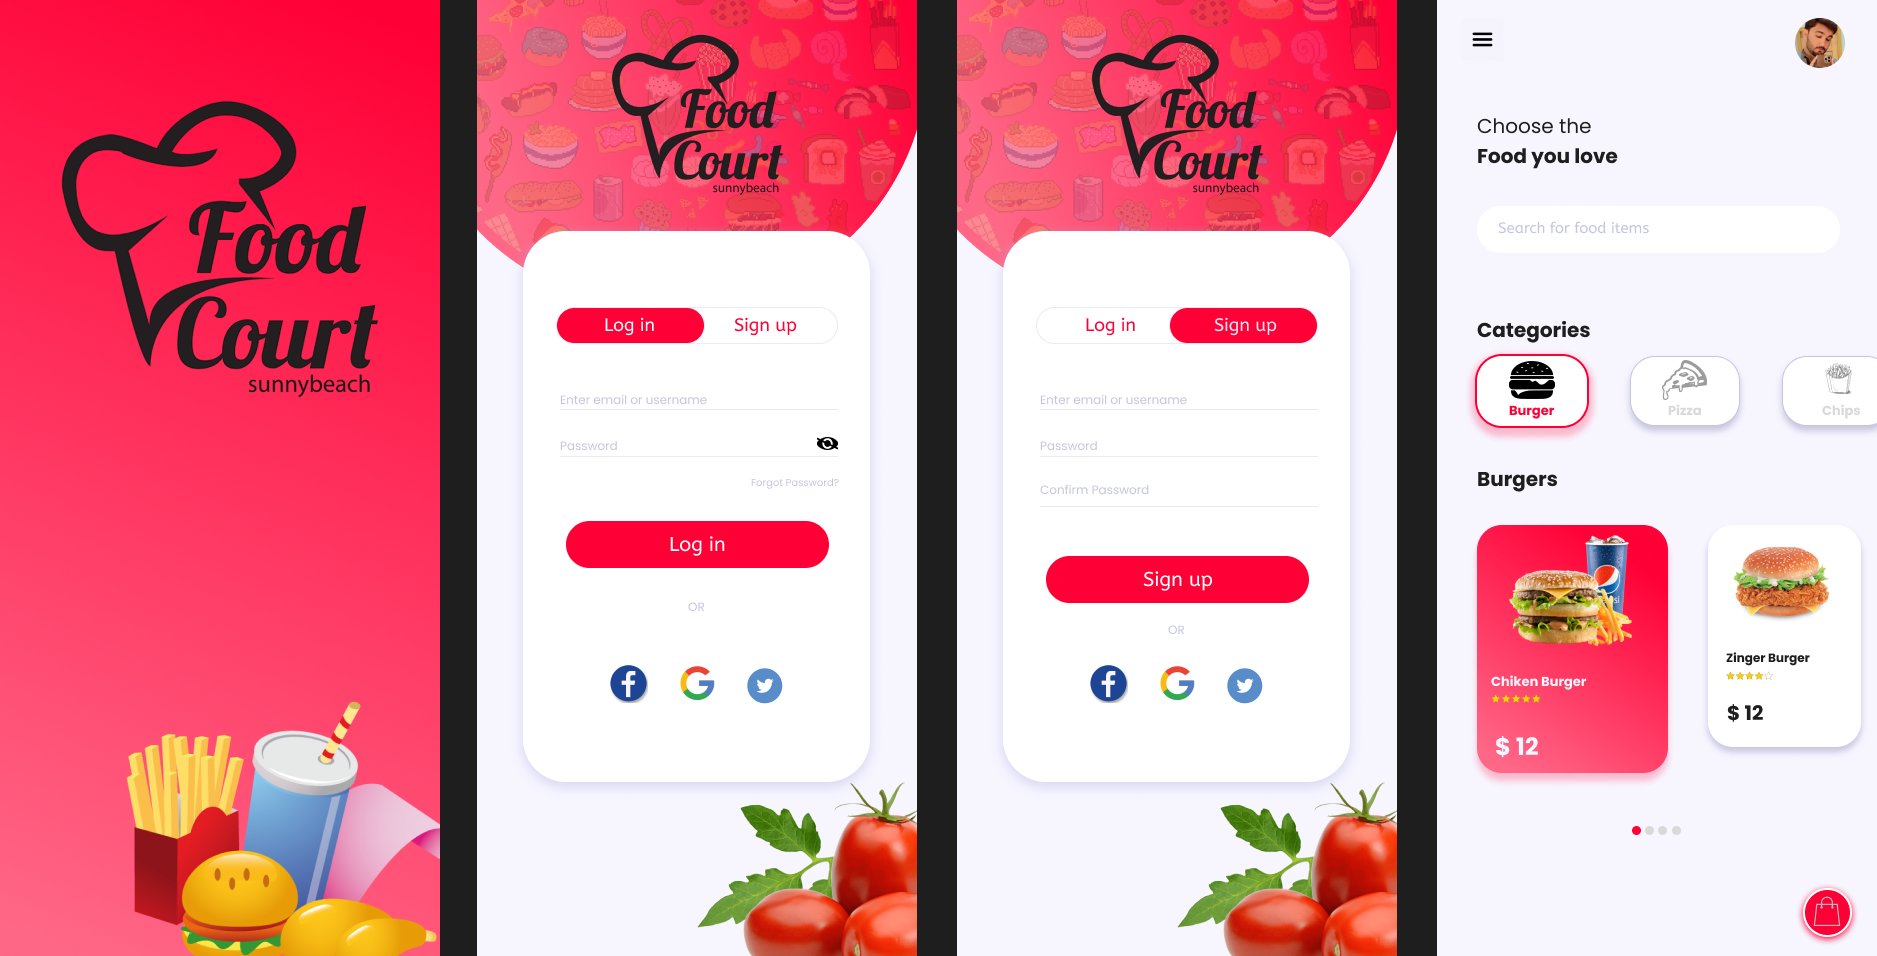 Food
Court
sunnybeach
Food
Court
sunnybeach
Log in
Sign up
Enter email or username
Password
Forgot Password?
Log in
OR
Food
Court
sunnybeach
Log in
Sign up
Enter email or username
Password
Confirm Password
Sign up
OR
Choose the
Food you love
Search for food items
Categories
Burger
Pizza
Chips
Burgers
Chiken Burger
$ 12
Zinger Burger
$ 12